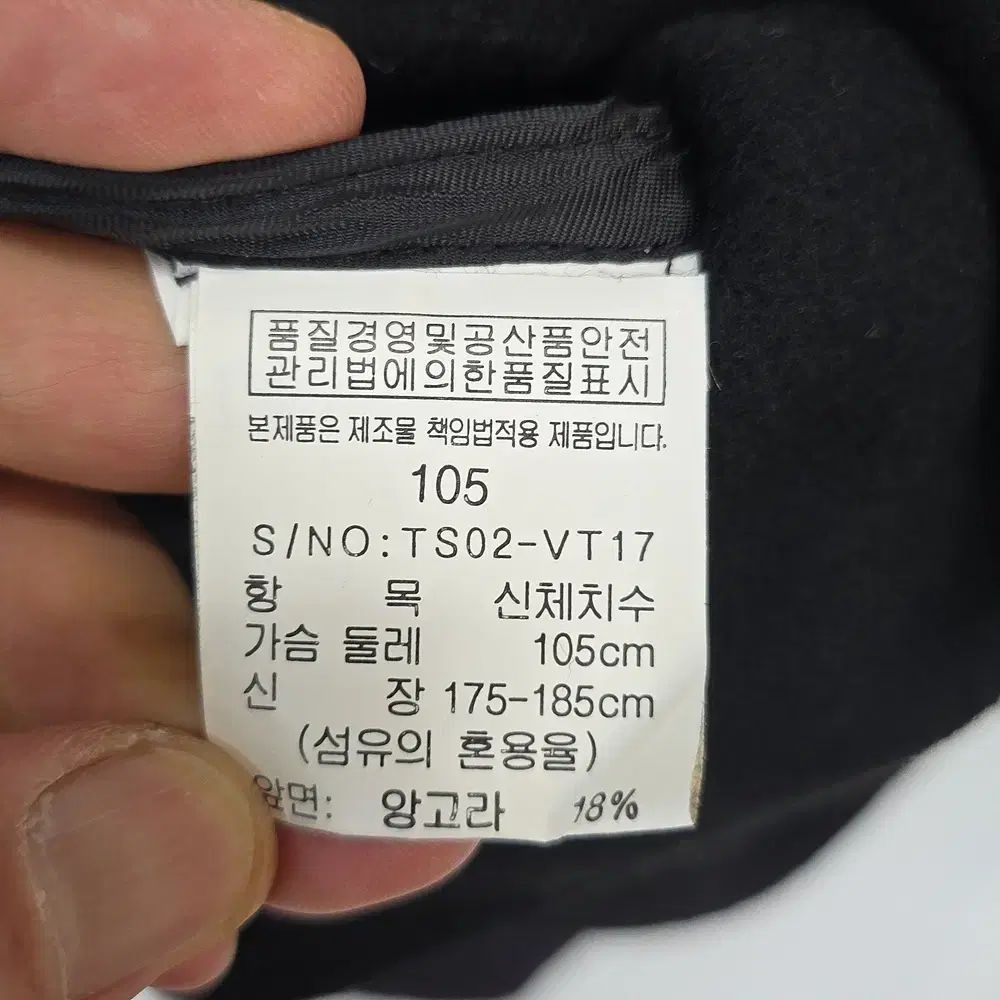 품질경영및공산품안전
관리법에의한품질표시
본제품은 제조물 책임법적용 제품입니다.
105
S/NO:TS02-VT17
항 목 신체치수
가슴 둘레 105cm
신 장 175-185cm
(섬유의 혼용율)
앞면: 앙고라 18%